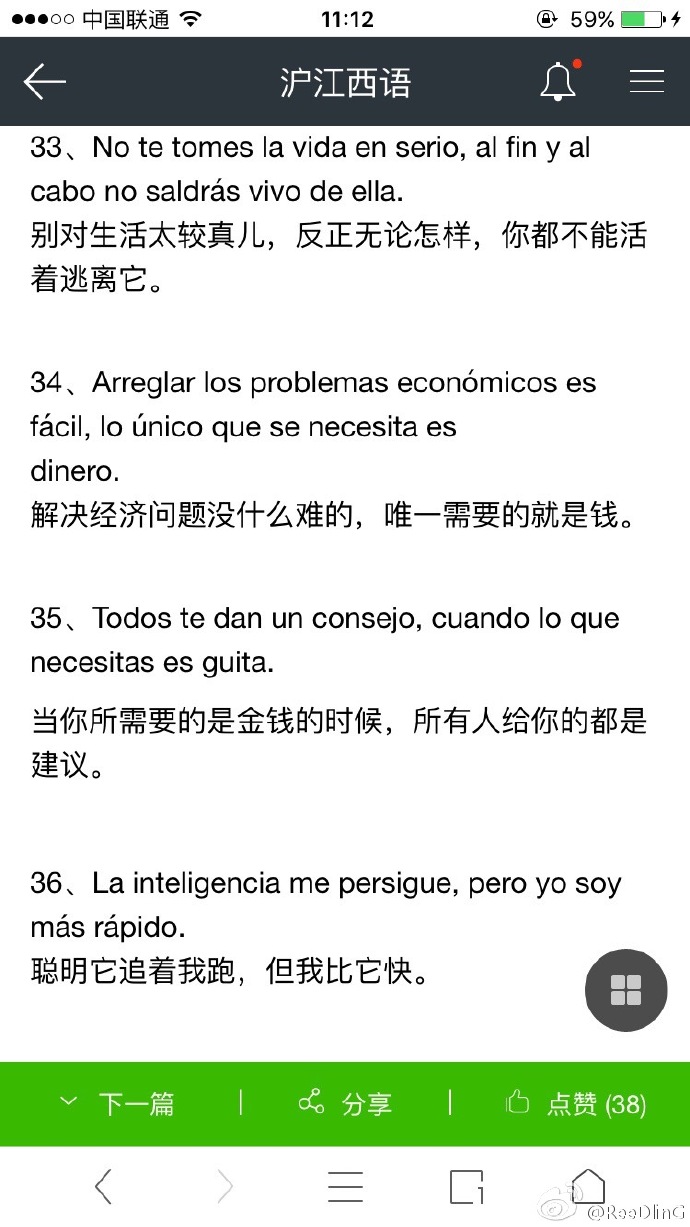 中国联通 11:12 59%
沪江西语
33、No te tomes la vida en serio, al fin y al
cabo no saldrás vivo de ella.
别对生活太较真儿，反正无论怎样，你都不能活
着逃离它。
34、Arreglar los problemas económicos es
fácil, lo único que se necesita es
dinero.
解决经济问题没什么难的，唯一需要的就是钱。
35、Todos te dan un consejo, cuando lo que
necesitas es guita.
当你所需要的是金钱的时候，所有人给你的都是
建议。
36、La inteligencia me persigue, pero yo soy
más rápido.
聪明它追着我跑，但我比它快。
下一篇 分享 点赞 (38)
1
@ReeDlinG